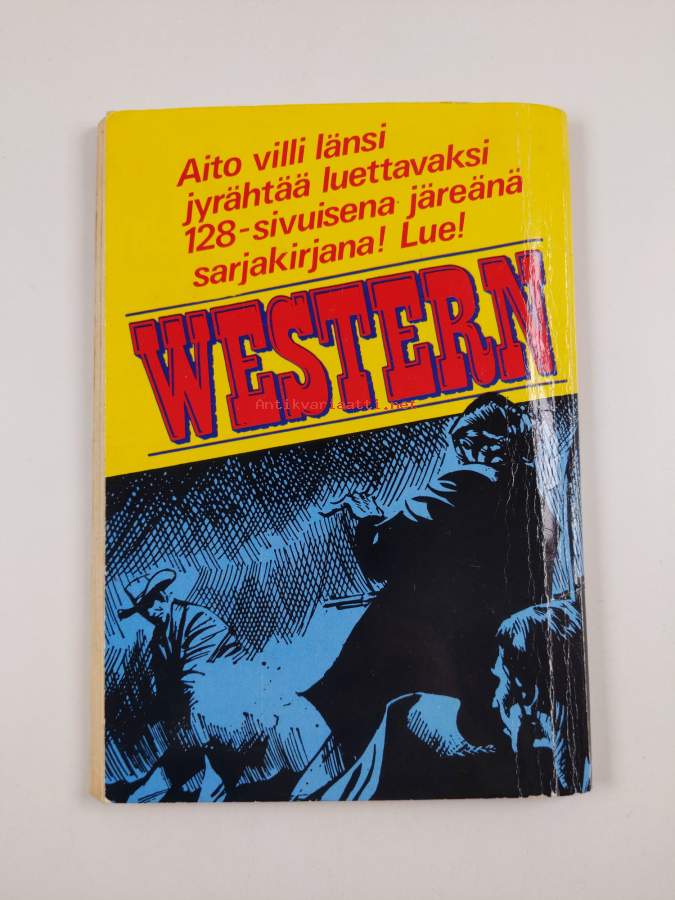 Aito villi länsi
jyrähtää luettavaksi
128-sivuisena järeänä
sarjakirjana! Lue!
WESTERN
Antikvariaatti.net